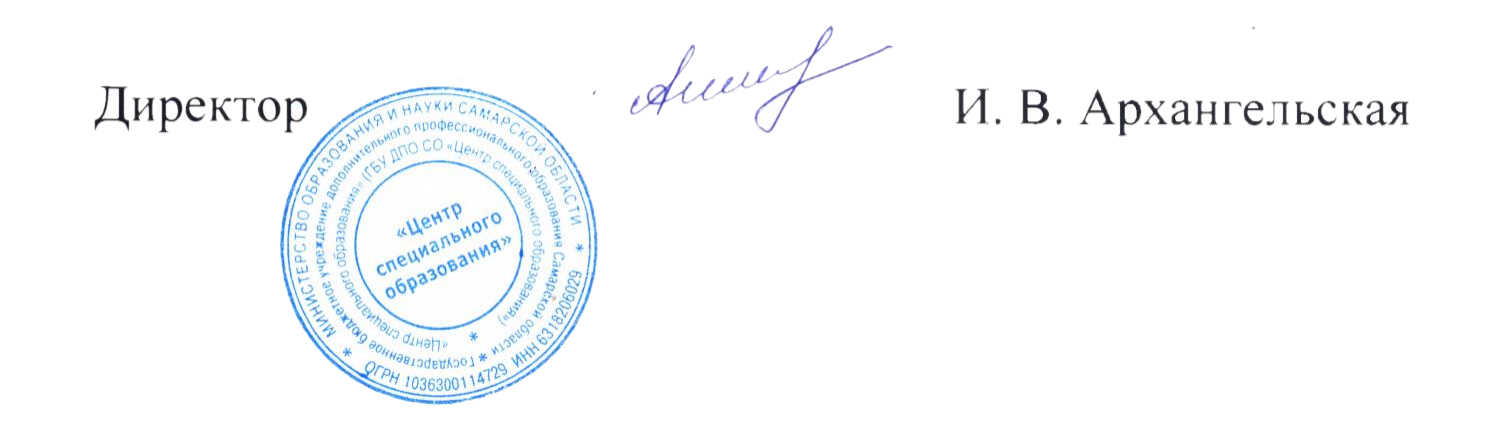 Директор
И. В. Архангельская
МИНИСТЕРСТВО ОБРАЗОВАНИЯ И НАУКИ САМАРСКОЙ ОБЛАСТИ *
* ОГРН 1036300114729 ИНН 6318206029
* Государственное бюджетное учреждение дополнительного профессионального образования Самарской области
* «Центр специального образования» (ГБУ ДПО СО «Центр специального образования»)
«Центр
специального
образования»